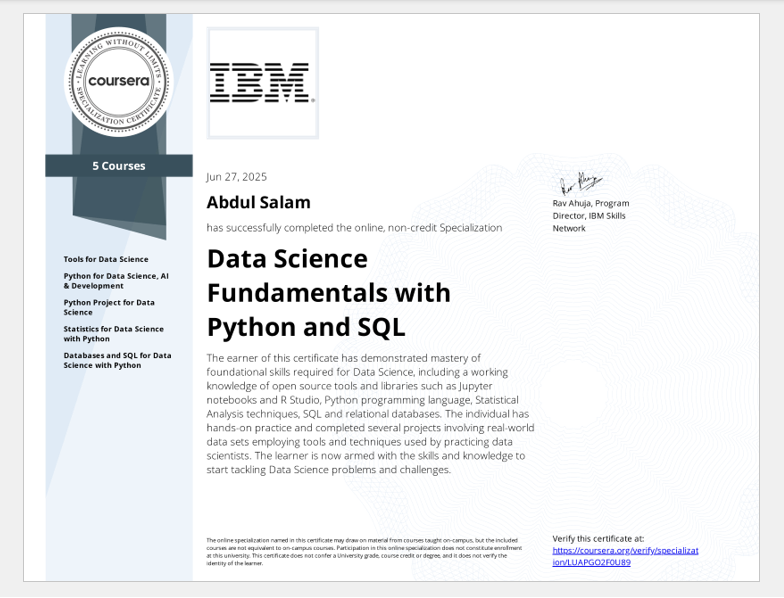 LEARNING WITHOUT LIMITS
coursera
SPECIALIZATION CERTIFICATE
5 Courses
Tools for Data Science
Python for Data Science, AI
& Development
Python Project for Data
Science
Statistics for Data Science
with Python
Databases and SQL for Data
Science with Python
IBM
Jun 27, 2025
Abdul Salam
has successfully completed the online, non-credit Specialization
Data Science
Fundamentals with
Python and SQL
The earner of this certificate has demonstrated mastery of
foundational skills required for Data Science, including a working
knowledge of open source tools and libraries such as Jupyter
notebooks and R Studio, Python programming language, Statistical
Analysis techniques, SQL and relational databases. The individual has
hands-on practice and completed several projects involving real-world
data sets employing tools and techniques used by practicing data
scientists. The learner is now armed with the skills and knowledge to
start tackling Data Science problems and challenges.
Rav Ahuja
Rav Ahuja, Program
Director, IBM Skills
Network
The online specialization named in this certificate may draw on material from courses taught on-campus, but the included
courses are not equivalent to on-campus courses. Participation in this online specialization does not constitute enrollment
at this university. This certificate does not confer a University grade, course credit or degree, and it does not verify the
identity of the learner.
Verify this certificate at:
https://coursera.org/verify/specializat
ion/LUAPGO2F0U89